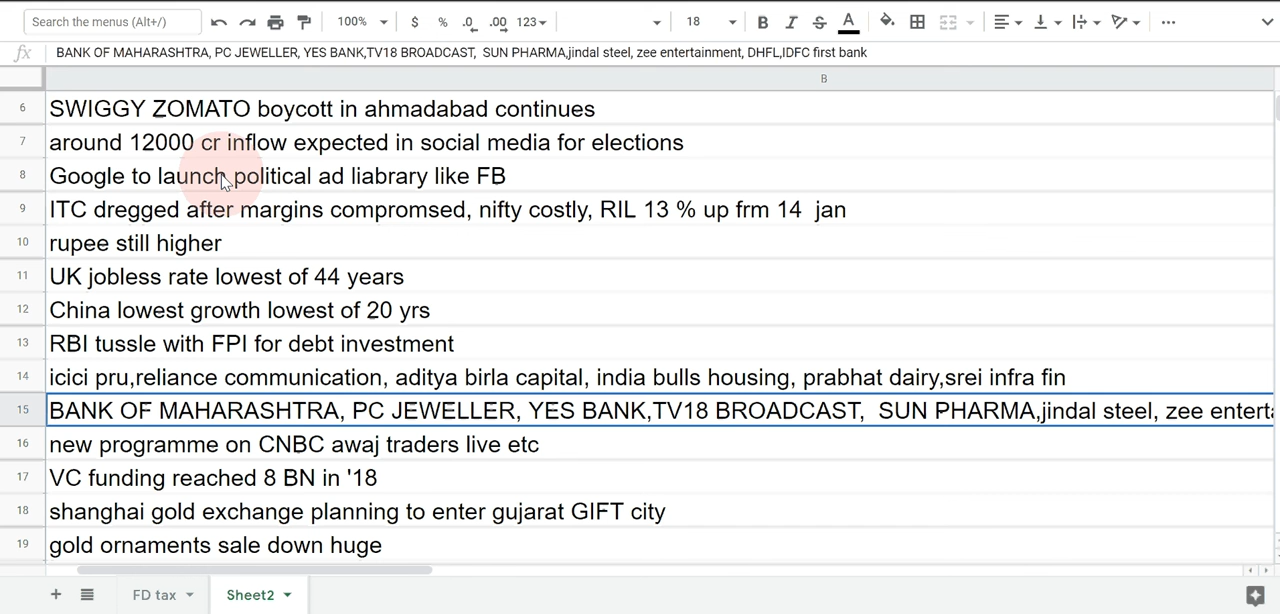 Search the menus (Alt+/) 100% $ % .0 .00 123 18 B I S A
fx BANK OF MAHARASHTRA, PC JEWELLER, YES BANK,TV18 BROADCAST,  SUN PHARMA,jindal steel, zee entertainment, DHFL,IDFC first bank
B
6 SWIGGY ZOMATO boycott in ahmadabad continues
7 around 12000 cr inflow expected in social media for elections
8 Google to launch political ad liabrary like FB
9 ITC dregged after margins compromsed, nifty costly, RIL 13 % up frm 14  jan
10 rupee still higher
11 UK jobless rate lowest of 44 years
12 China lowest growth lowest of 20 yrs
13 RBI tussle with FPI for debt investment
14 icici pru,reliance communication, aditya birla capital, india bulls housing, prabhat dairy,srei infra fin
15 BANK OF MAHARASHTRA, PC JEWELLER, YES BANK,TV18 BROADCAST,  SUN PHARMA,jindal steel, zee enterta
16 new programme on CNBC awaj traders live etc
17 VC funding reached 8 BN in '18
18 shanghai gold exchange planning to enter gujarat GIFT city
19 gold ornaments sale down huge
FD tax Sheet2